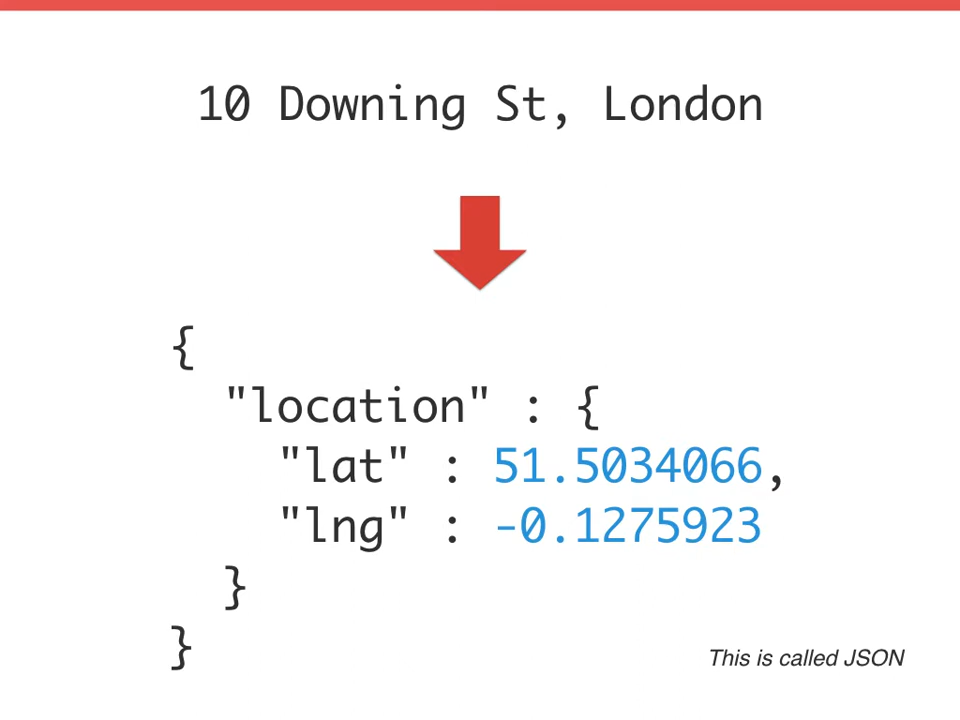 10 Downing St, London
{
  "location" : {
    "lat" : 51.5034066,
    "lng" : -0.1275923
  }
}
This is called JSON